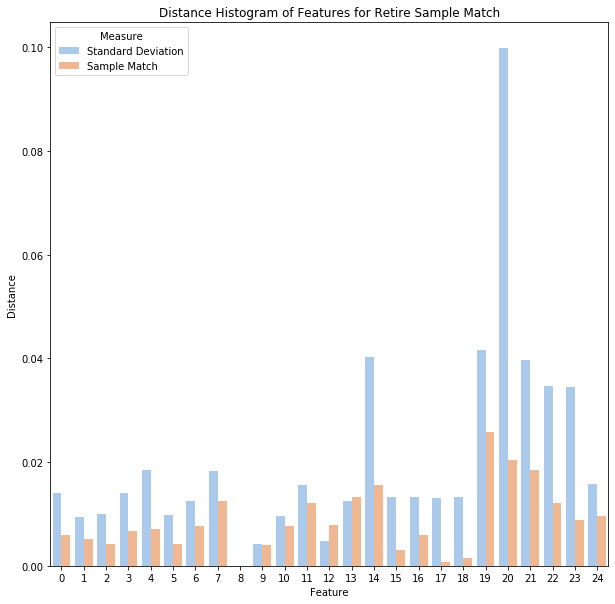 Distance Histogram of Features for Retire Sample Match
Measure
Standard Deviation
Sample Match
0.10
0.08
0.06
0.04
0.02
0.00
Distance
0 1 2 3 4 5 6 7 8 9 10 11 12 13 14 15 16 17 18 19 20 21 22 23 24
Feature